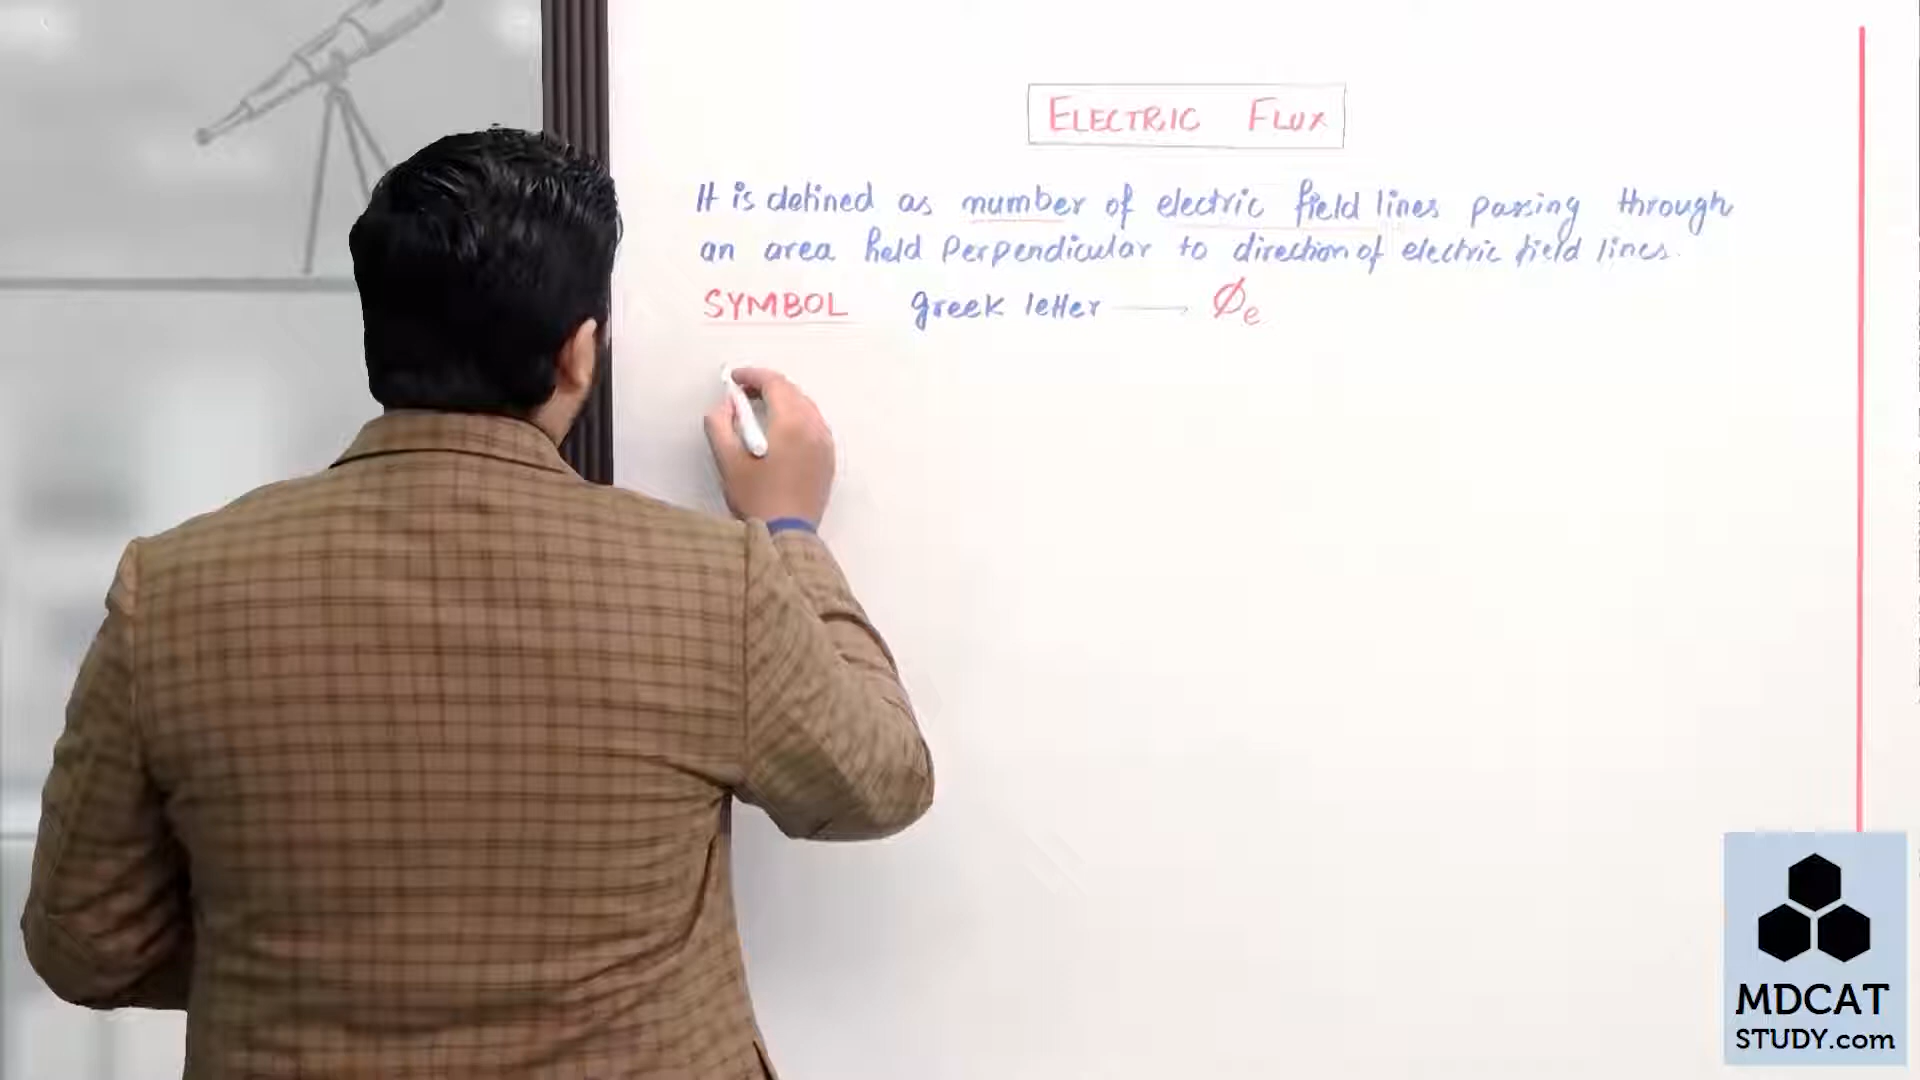 ELECTRIC FLUX
It is defined as number of electric field lines passing through
an area held perpendicular to direction of electric field lines.
SYMBOL greek letter → Øe
MDCAT
STUDY.com